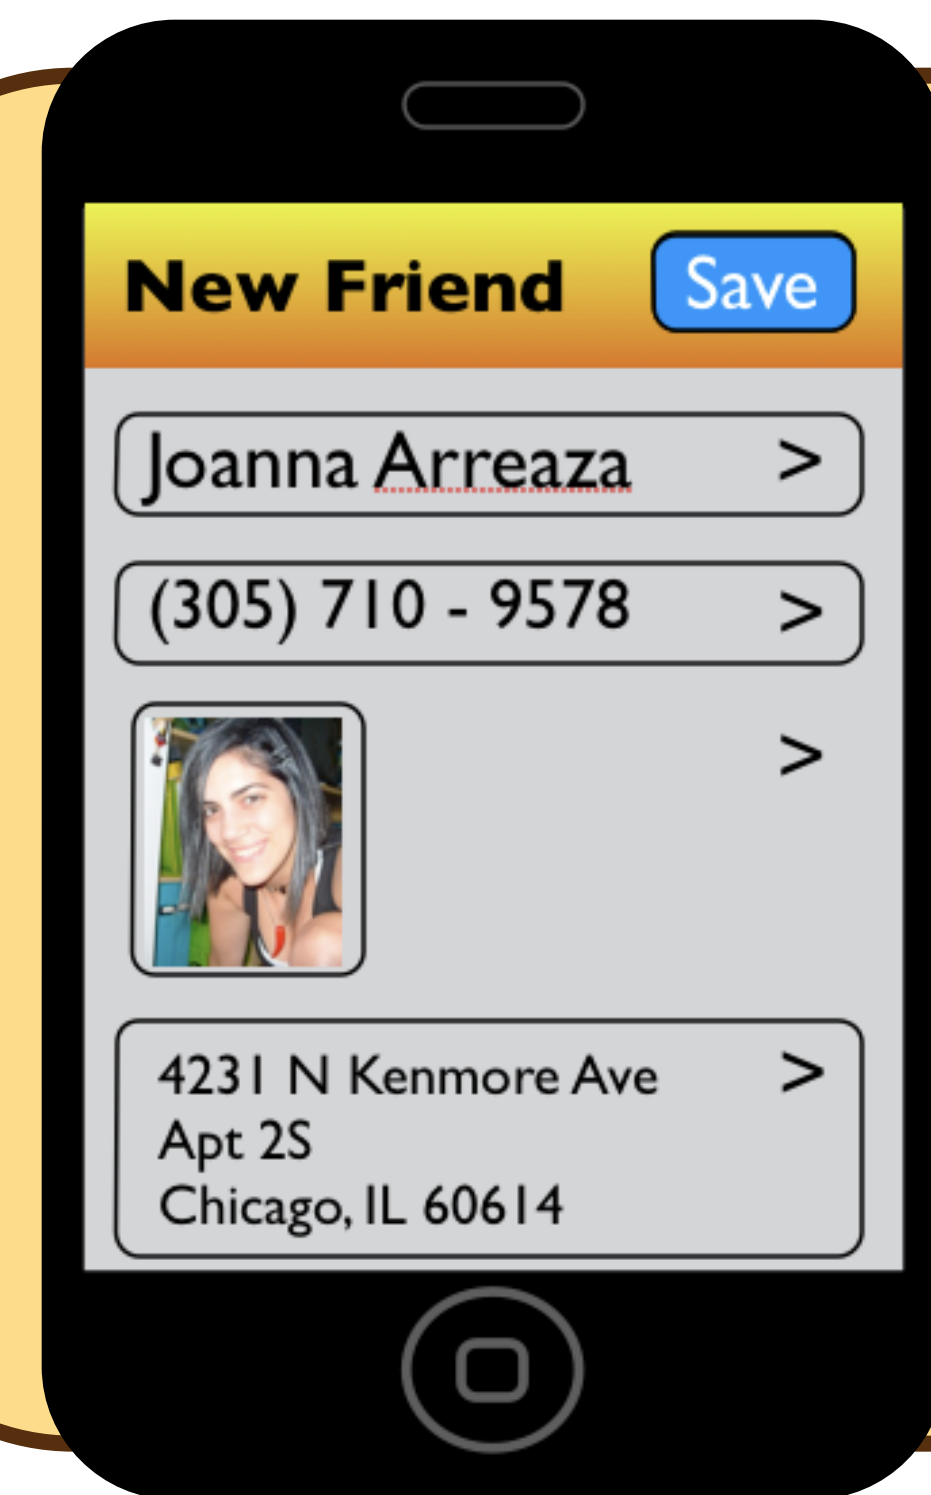 New Friend
Save
Joanna Arreaza >
(305) 710 - 9578 >
>
4231 N Kenmore Ave >
Apt 2S
Chicago, IL 60614